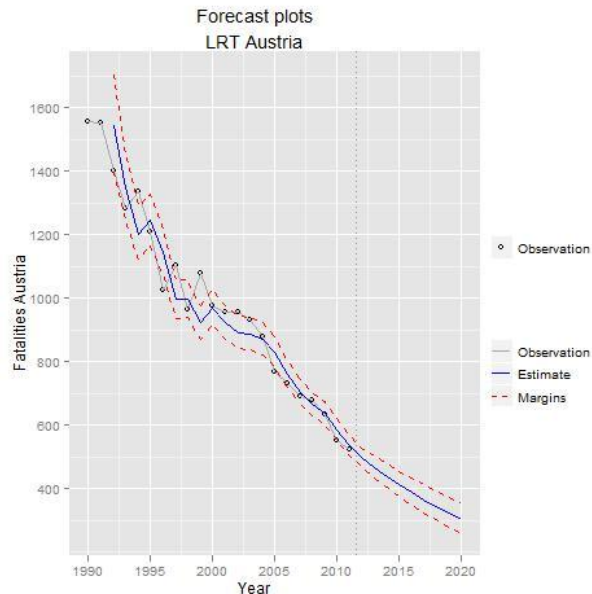 Forecast plots
LRT Austria
Fatalities Austria
1600
1400
1200
1000
800
600
400
1990
1995
2000
2005
2010
2015
2020
Year
Observation
Observation
Estimate
Margins